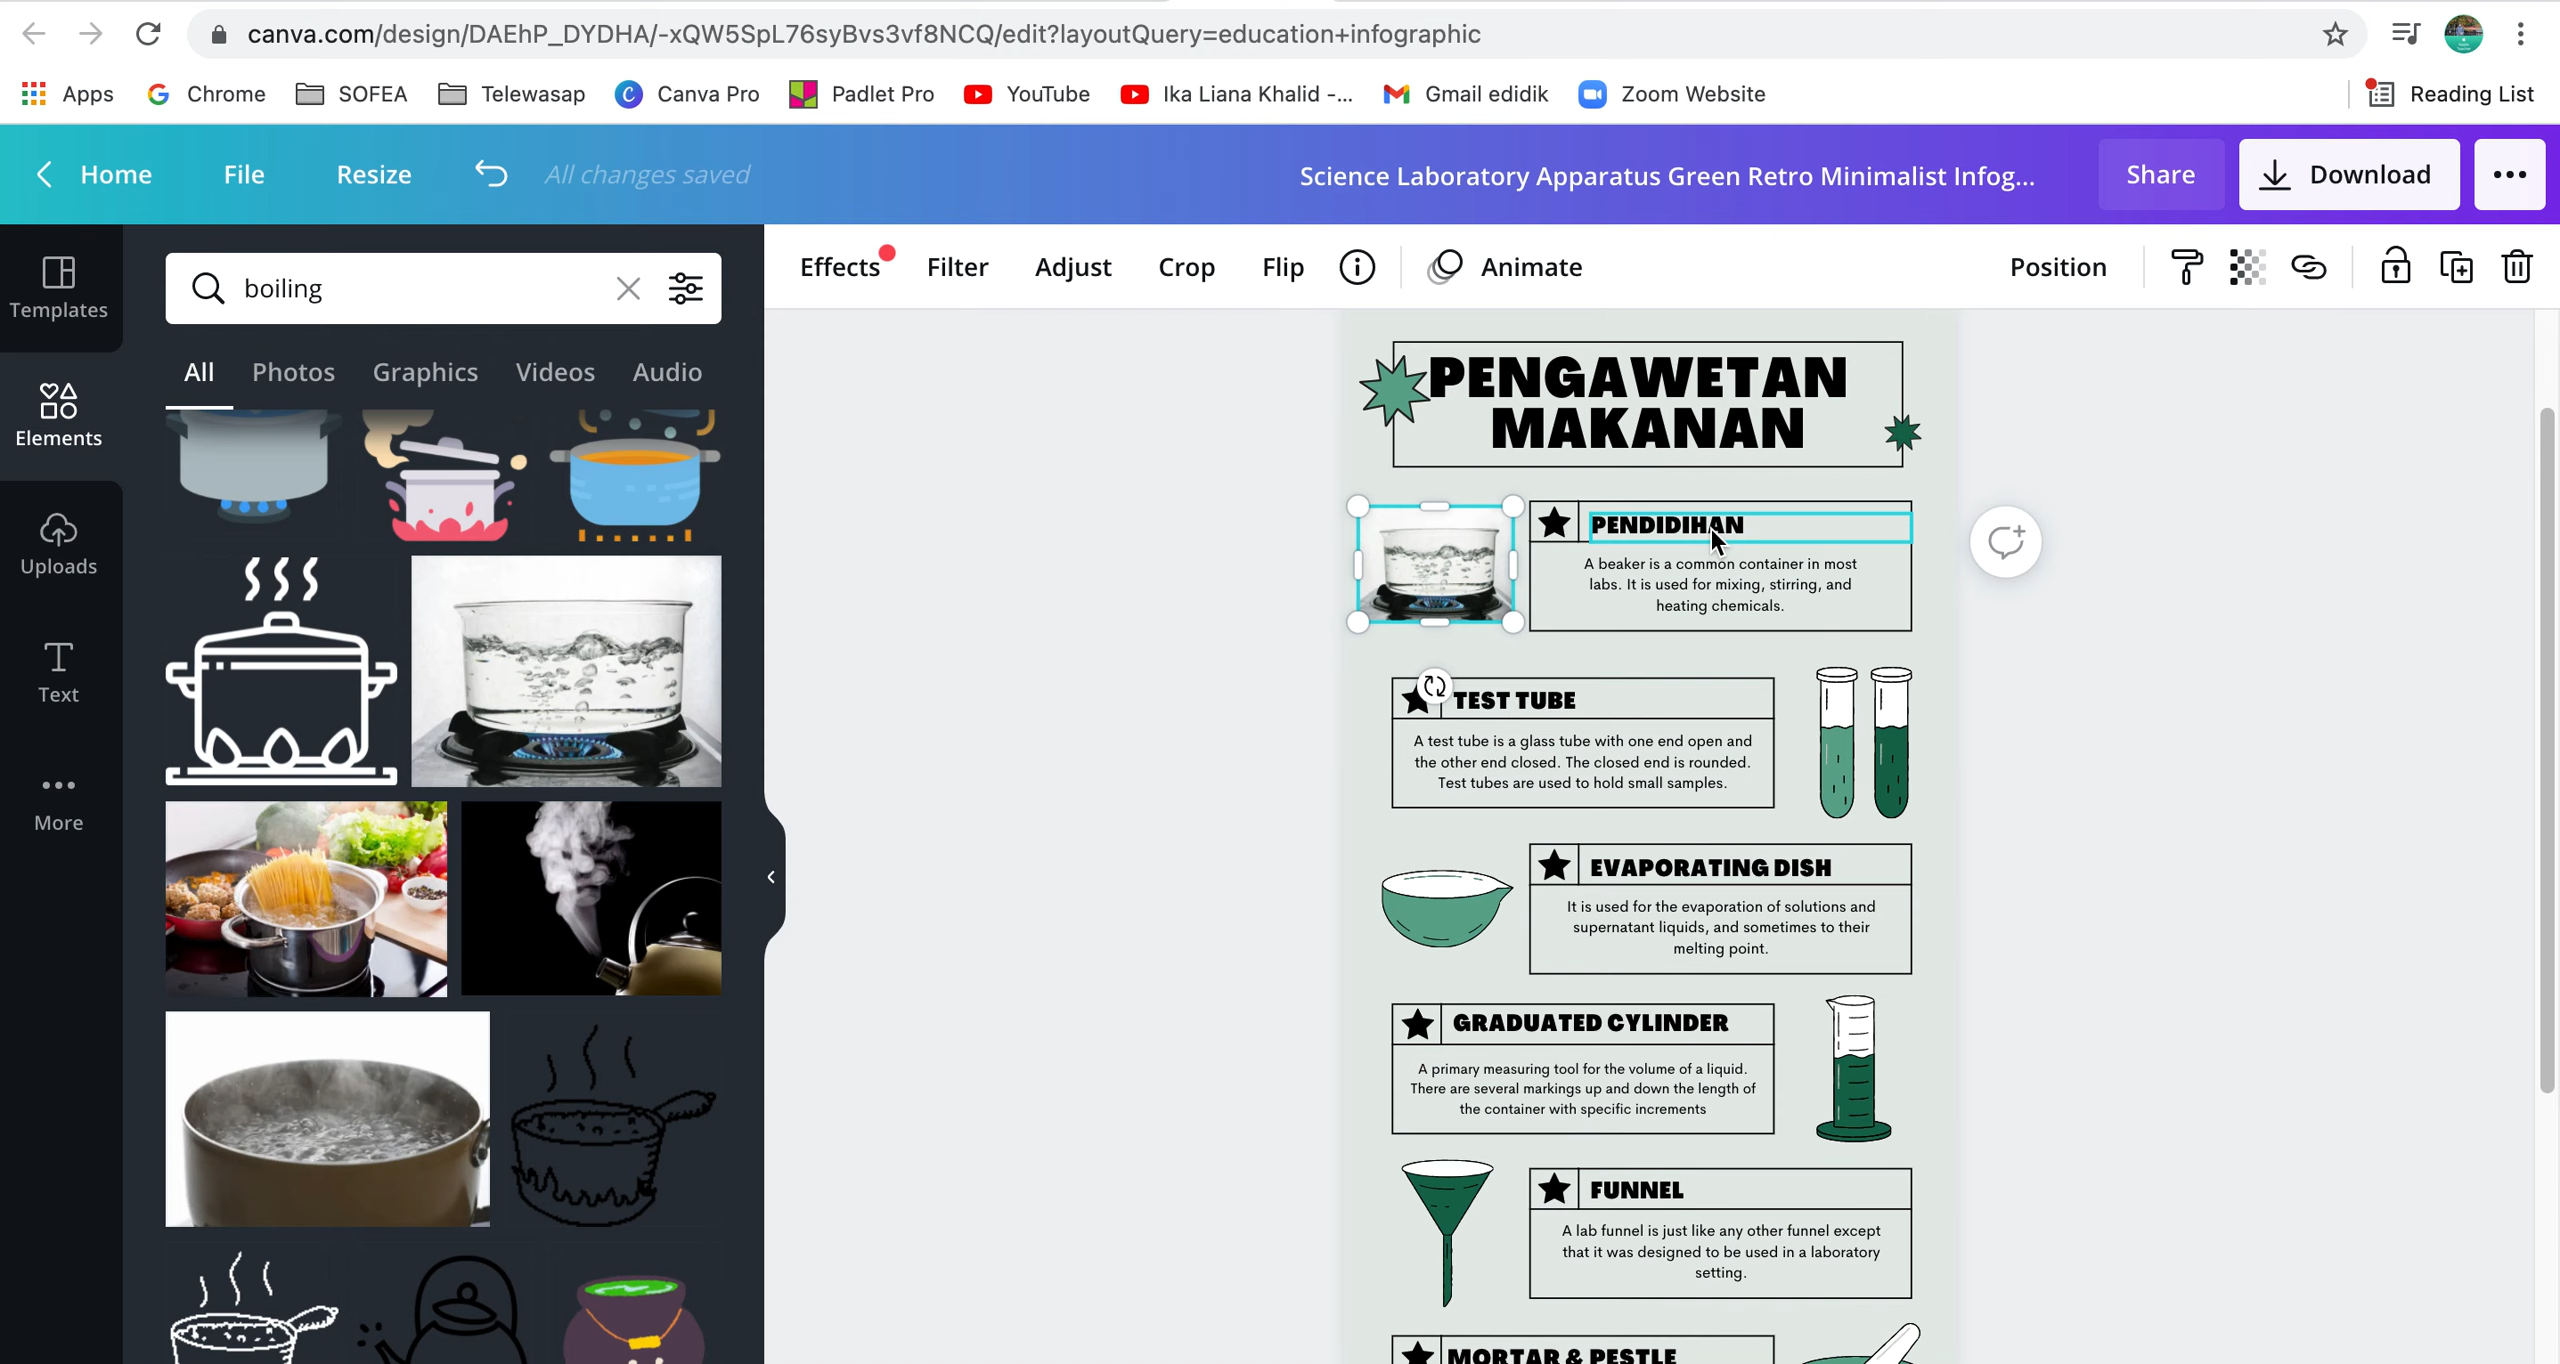 canva.com/design/DAEhP_DYDHA/-xQW5SpL76syBvs3vf8NCQ/edit?layoutQuery=education+infographic
Apps Chrome SOFEA Telewasap Canva Pro Padlet Pro YouTube Ika Liana Khalid -... Gmail edidik Zoom Website Reading List
Home File Resize All changes saved Science Laboratory Apparatus Green Retro Minimalist Infog... Share Download
Templates
Elements
Uploads
Text
More
boiling
All Photos Graphics Videos Audio
Effects Filter Adjust Crop Flip Animate Position
PENGAWETAN
MAKANAN
PENDIDIHAN
A beaker is a common container in most
labs. It is used for mixing, stirring, and
heating chemicals.
TEST TUBE
A test tube is a glass tube with one end open and
the other end closed. The closed end is rounded.
Test tubes are used to hold small samples.
EVAPORATING DISH
It is used for the evaporation of solutions and
supernatant liquids, and sometimes to their
melting point.
GRADUATED CYLINDER
A primary measuring tool for the volume of a liquid.
There are several markings up and down the length of
the container with specific increments
FUNNEL
A lab funnel is just like any other funnel except
that it was designed to be used in a laboratory
setting.
MORTAR & PESTLE